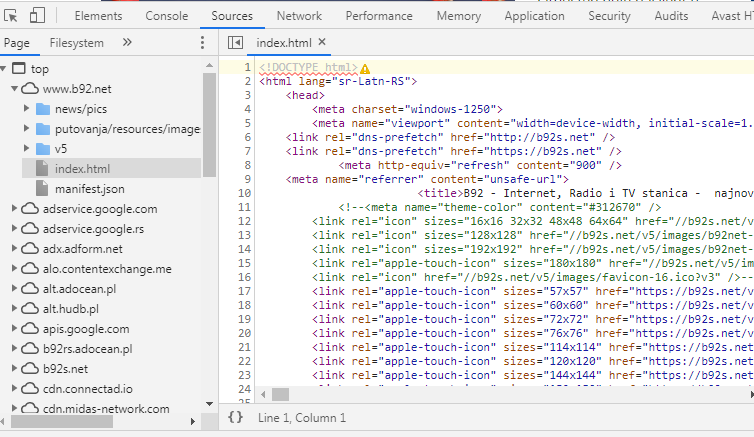 Elements Console Sources Network Performance Memory Application Security Audits Avast H
Page Filesystem » index.html ×
top
www.b92.net
news/pics
putovanja/resources/images
v5
index.html
manifest.json
adservice.google.com
adservice.google.rs
adx.adform.net
alo.contentexchange.me
alt.adocean.pl
alt.hudb.pl
apis.google.com
b92rs.adocean.pl
b92s.net
cdn.connectad.io
cdn.midas-network.com
1 <!DOCTYPE html>
2 <html lang="sr-Latn-RS">
3 <head>
4 <meta charset="windows-1250">
5 <meta name="viewport" content="width=device-width, initial-scale=1.
6 <link rel="dns-prefetch" href="http://b92s.net" />
7 <link rel="dns-prefetch" href="https://b92s.net" />
8 <meta http-equiv="refresh" content="900" />
9 <meta name="referrer" content="unsafe-url">
10 <title>B92 - Internet, Radio i TV stanica - najnov
11 <!--<meta name="theme-color" content="#312670" />
12 <link rel="icon" sizes="16x16 32x32 48x48 64x64" href="//b92s.net/v
13 <link rel="icon" sizes="128x128" href="//b92s.net/v5/images/b92net-
14 <link rel="icon" sizes="192x192" href="//b92s.net/v5/images/b92net-
15 <link rel="apple-touch-icon" sizes="180x180" href="//b92s.net/v5/im
16 <link rel="icon" href="//b92s.net/v5/images/favicon-16.ico?v3" />--
17 <link rel="apple-touch-icon" sizes="57x57" href="https://b92s.net/v
18 <link rel="apple-touch-icon" sizes="60x60" href="https://b92s.net/v
19 <link rel="apple-touch-icon" sizes="72x72" href="https://b92s.net/v
20 <link rel="apple-touch-icon" sizes="76x76" href="https://b92s.net/v
21 <link rel="apple-touch-icon" sizes="114x114" href="https://b92s.net
22 <link rel="apple-touch-icon" sizes="120x120" href="https://b92s.net
23 <link rel="apple-touch-icon" sizes="144x144" href="https://b92s.net
24
{} Line 1, Column 1